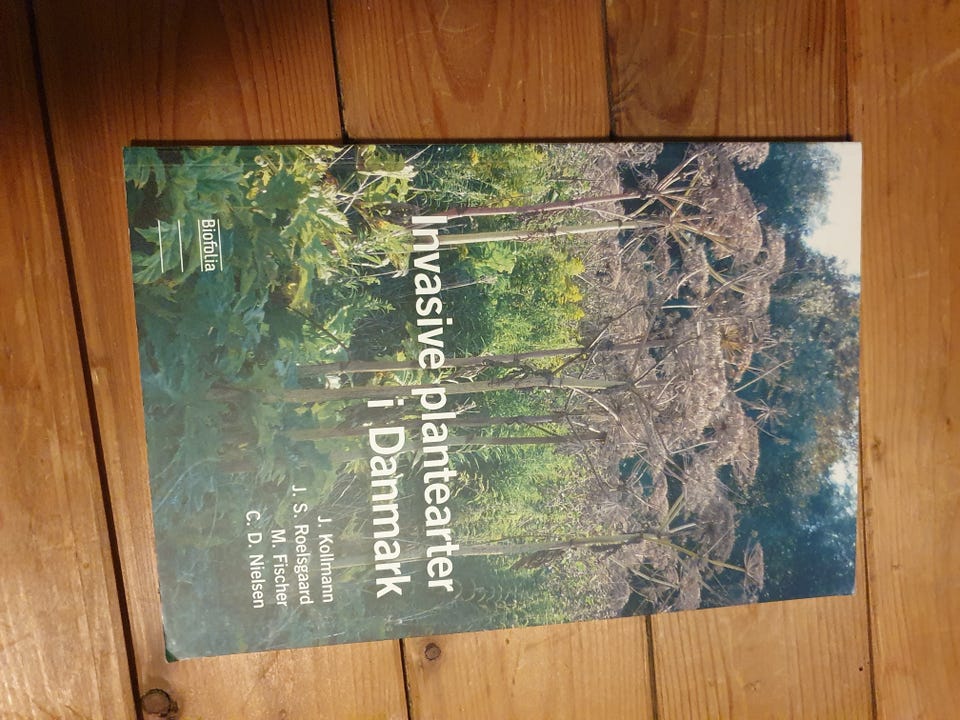 Invasive plantearter
i Danmark
J. Kollmann
J. S. Roelsgaard
M. Fischer
C. D. Nielsen
Biofolia